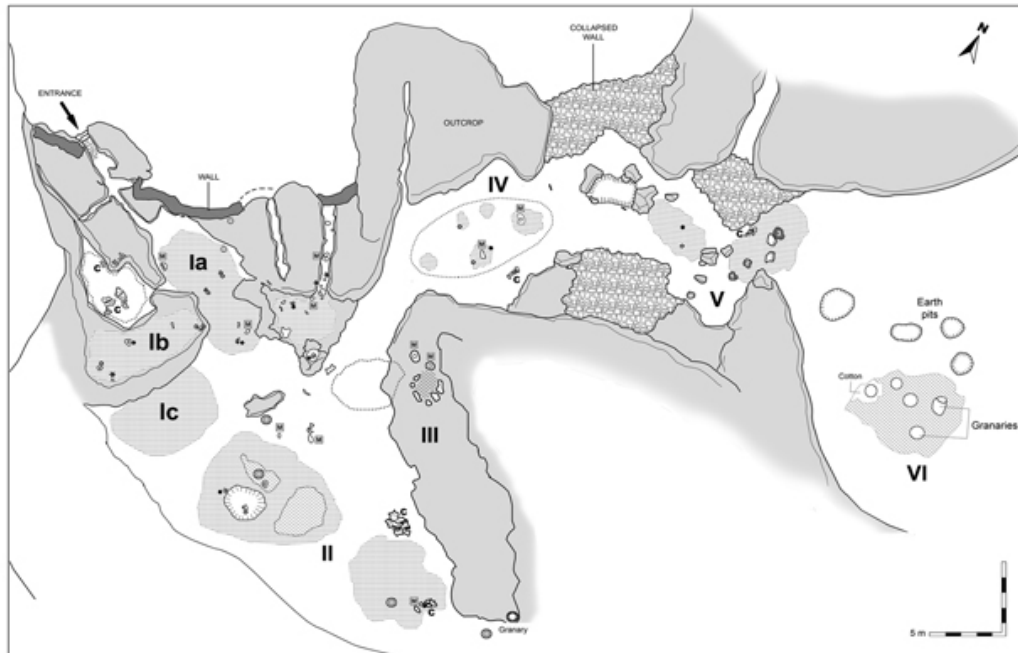 N
COLLAPSED
WALL
ENTRANCE
OUTCROP
WALL
IV
M
M
Ia
M
M
C
M
C
M
C
V
C
Ib
M
M
M
Earth
pits
Ic
Cotton
III
Granaries
M
M
VI
C
II
M
C
Granary
5 m